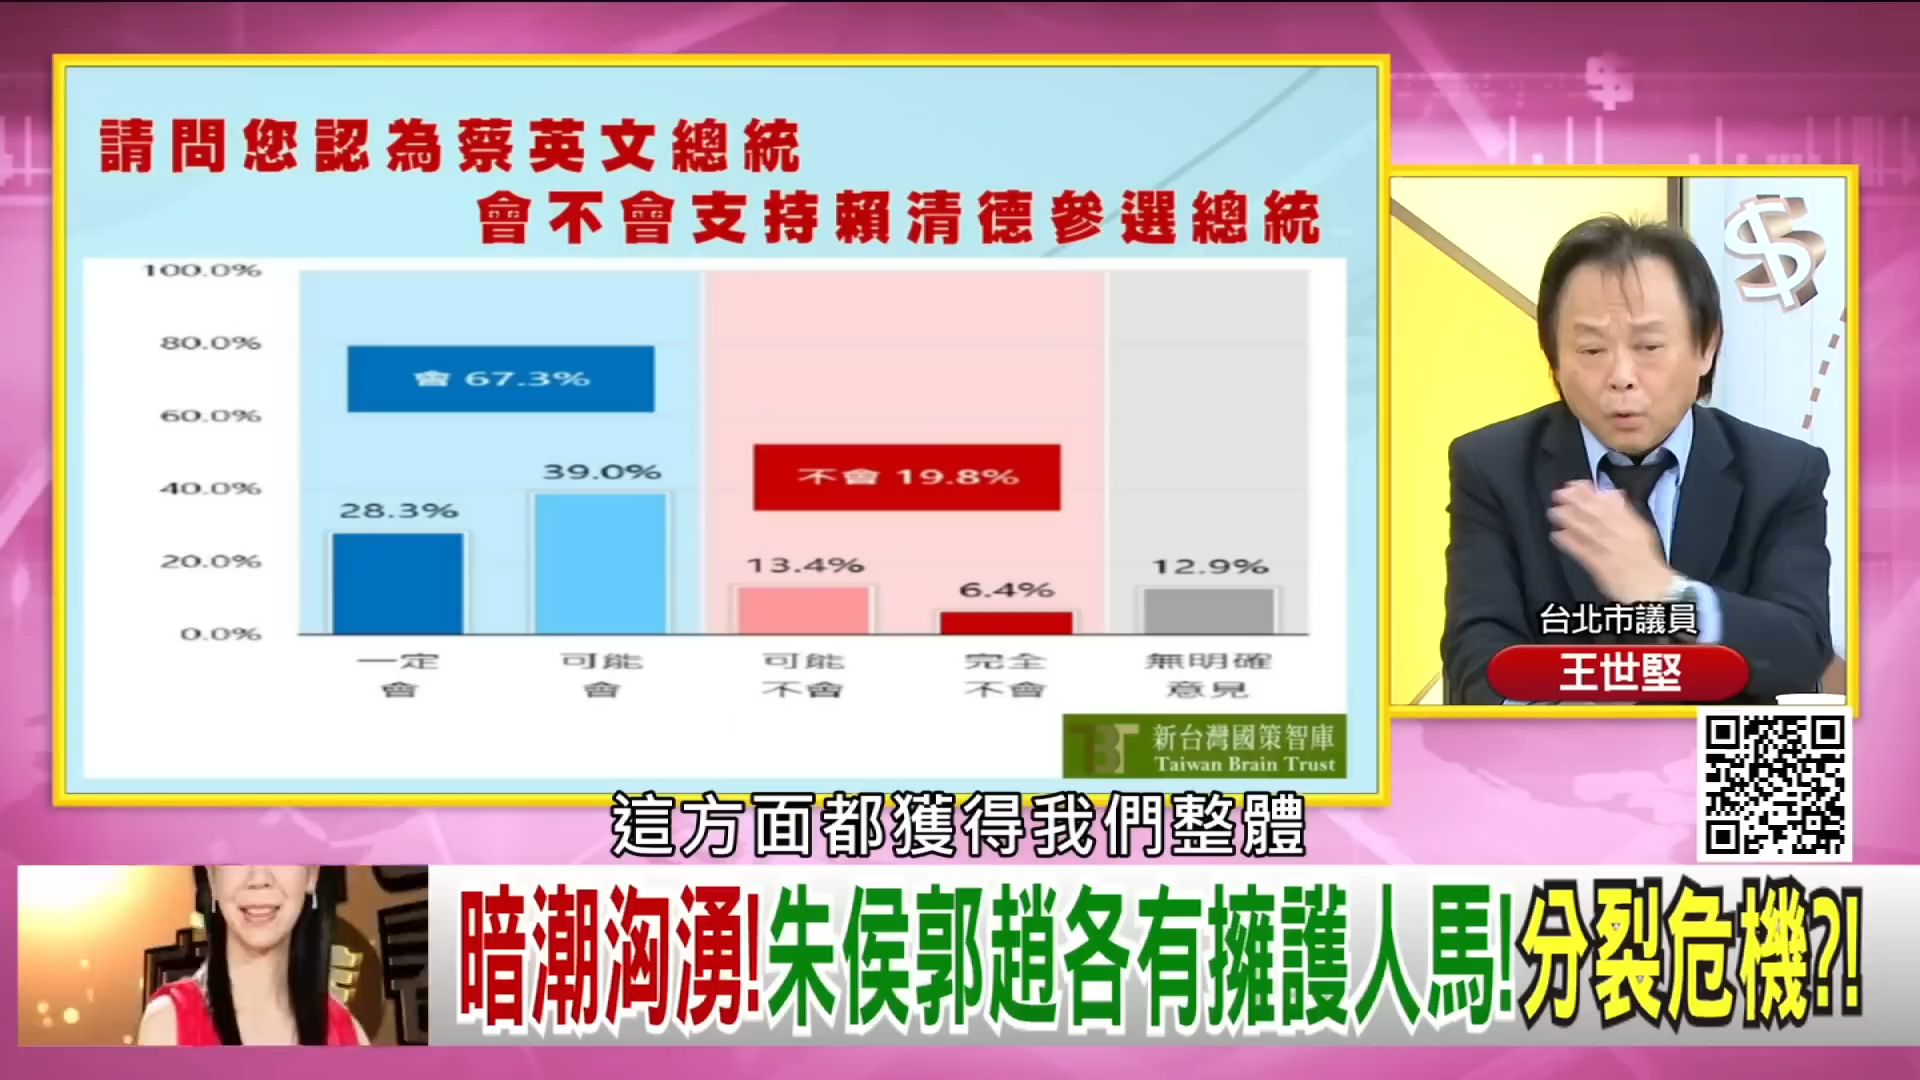 請問您認為蔡英文總統
會不會支持賴清德參選總統
100.0%
80.0%
60.0%
40.0%
20.0%
0.0%
會 67.3%
不會 19.8%
28.3%
39.0%
13.4%
6.4%
12.9%
一定
會
可能
會
可能
不會
完全
不會
無明確
意見
TBT
新台灣國策智庫
Taiwan Brain Trust
$
台北市議員
王世堅
這方面都獲得我們整體
暗潮洶湧!朱侯郭趙各有擁護人馬!分裂危機?!